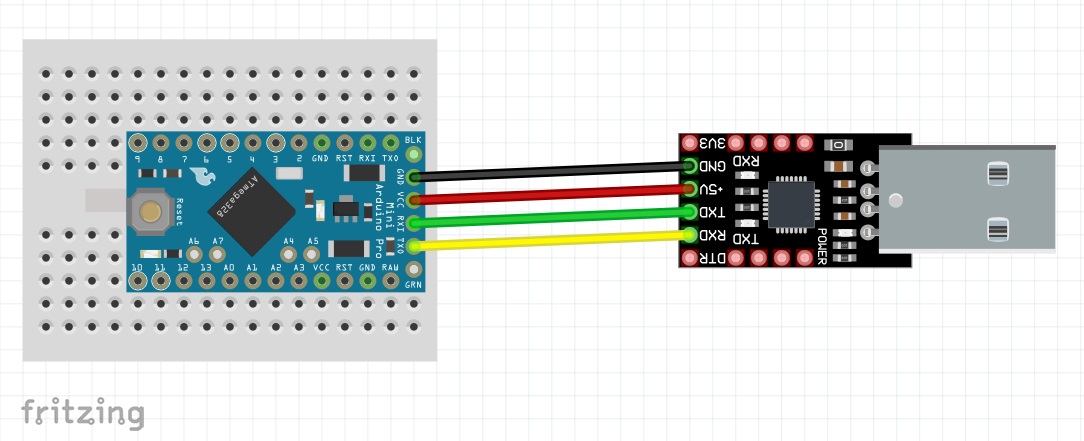 BLK
9 8 7 6 5 4 3 2 GND RST RXI TXO
GND
VCC
RXI
TXO
GRN
ATmega328
Reset
Arduino
Pro Mini
A6 A7 A4 A5
10 11 12 13 A0 A1 A2 A3 VCC RST GND RAW
3V3
GND
+5V
TXD
RXD
DTR
RXD
TXD
POWER
0
fritzing